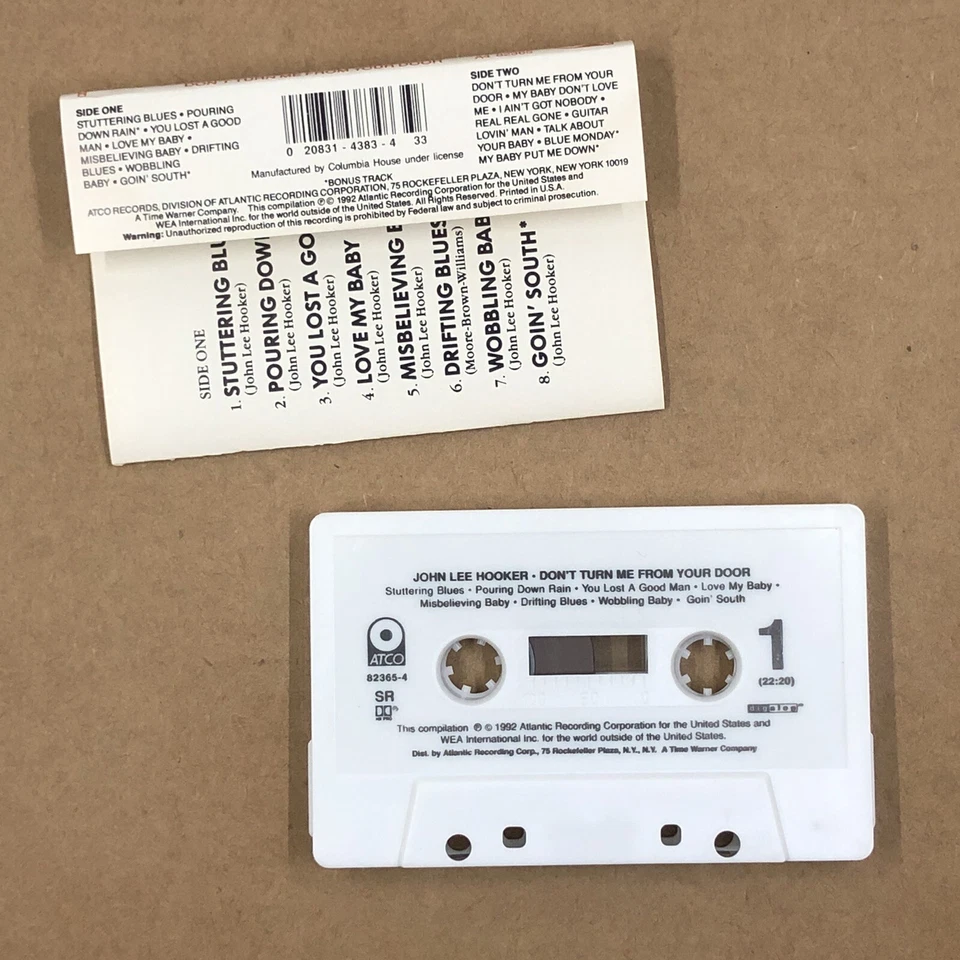 DON'T TURN ME FROM YOUR DOOR
SIDE ONE
STUTTERING BLUES • POURING
DOWN RAIN* • YOU LOST A GOOD
MAN • LOVE MY BABY •
MISBELIEVING BABY • DRIFTING
BLUES • WOBBLING
BABY • GOIN' SOUTH*
0 20831 - 4383 - 4 33
SIDE TWO
DON'T TURN ME FROM YOUR
DOOR • MY BABY DON'T LOVE
ME • I AIN'T GOT NOBODY •
REAL REAL GONE • GUITAR
LOVIN' MAN • TALK ABOUT
YOUR BABY • BLUE MONDAY*
MY BABY PUT ME DOWN*
Manufactured by Columbia House under license
*BONUS TRACK
ATCO RECORDS, DIVISION OF ATLANTIC RECORDING CORPORATION, 75 ROCKEFELLER PLAZA, NEW YORK, NEW YORK 10019
A Time Warner Company. This compilation ℗ © 1992 Atlantic Recording Corporation for the United States and
WEA International Inc. for the world outside of the United States. All Rights Reserved. Printed in U.S.A.
Warning: Unauthorized reproduction of this recording is prohibited by Federal law and subject to criminal prosecution.
SIDE ONE
1. STUTTERING BLU
(John Lee Hooker)
2. POURING DOWN
(John Lee Hooker)
3. YOU LOST A GO
(John Lee Hooker)
4. LOVE MY BABY
(John Lee Hooker)
5. MISBELIEVING B
(John Lee Hooker)
6. DRIFTING BLUES
(Moore-Brown-Williams)
7. WOBBLING BAB
(John Lee Hooker)
8. GOIN' SOUTH*
(John Lee Hooker)
JOHN LEE HOOKER • DON'T TURN ME FROM YOUR DOOR
Stuttering Blues • Pouring Down Rain • You Lost A Good Man • Love My Baby •
Misbelieving Baby • Drifting Blues • Wobbling Baby • Goin' South
ATCO
82365-4
SR
HX PRO
1
(22:20)
digalog
This compilation ℗ © 1992 Atlantic Recording Corporation for the United States and
WEA International Inc. for the world outside of the United States.
Dist. by Atlantic Recording Corp., 75 Rockefeller Plaza, N.Y., N.Y. A Time Warner Company